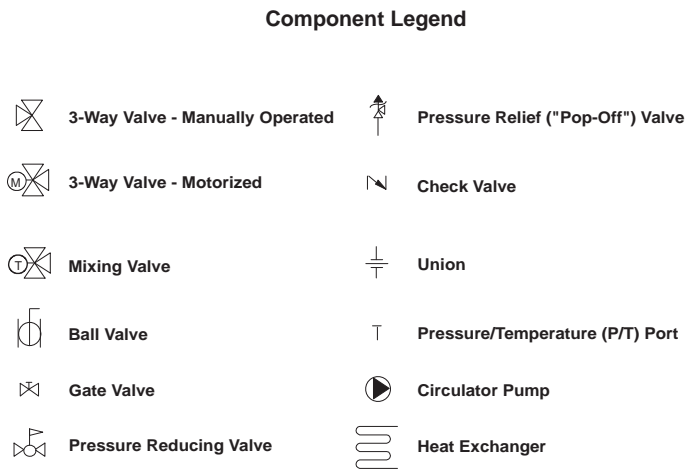 Component Legend
3-Way Valve - Manually Operated
Pressure Relief ("Pop-Off") Valve
M
3-Way Valve - Motorized
Check Valve
T
Mixing Valve
Union
Ball Valve
T
Pressure/Temperature (P/T) Port
Gate Valve
Circulator Pump
Pressure Reducing Valve
Heat Exchanger